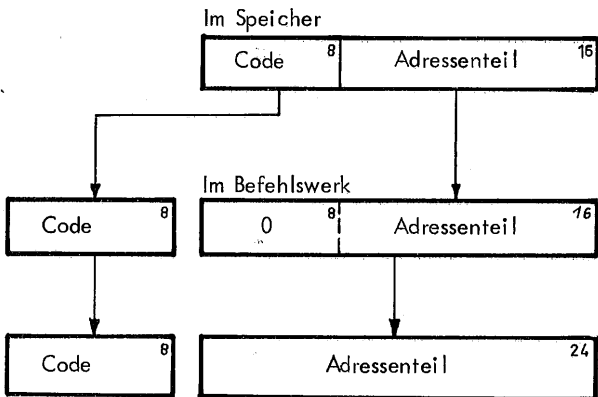 Im Speicher
Code 8 Adressenteil 16
Im Befehlswerk
Code 8 0 8 Adressenteil 16
Code 8 Adressenteil 24